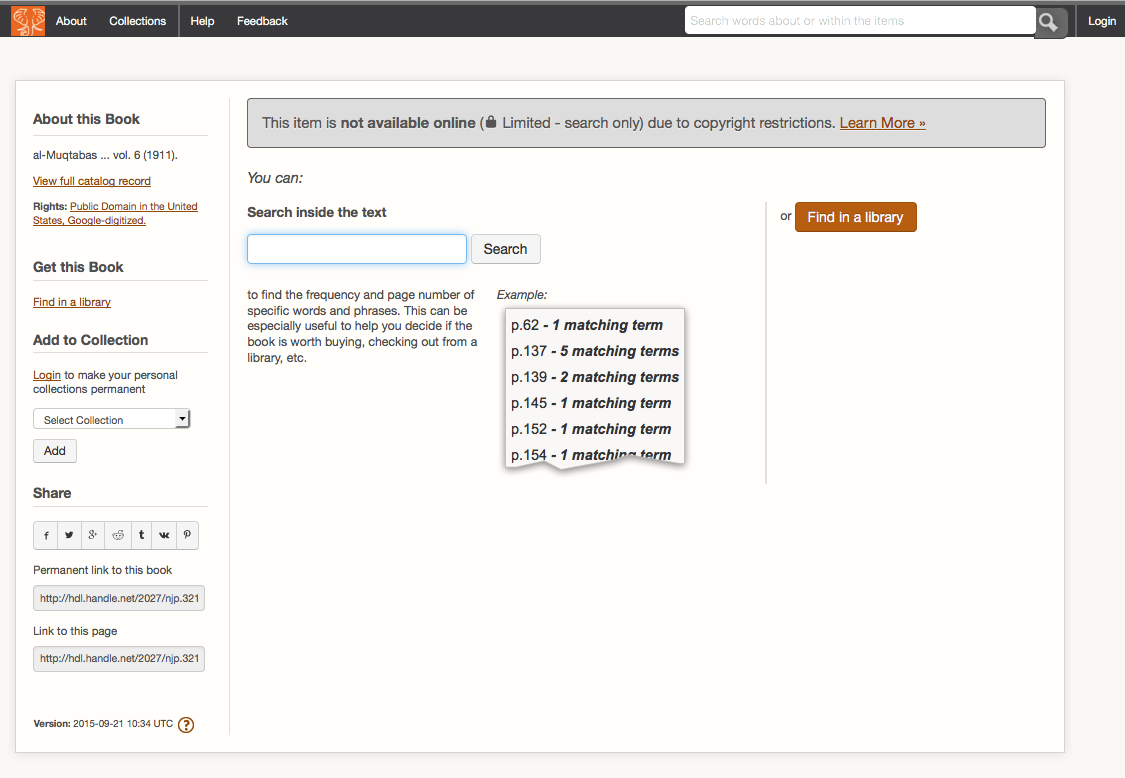 About Collections Help Feedback Search words about or within the items Login
About this Book
al-Muqtabas ... vol. 6 (1911).
View full catalog record
Rights: Public Domain in the United
States, Google-digitized.
Get this Book
Find in a library
Add to Collection
Login to make your personal
collections permanent
Select Collection
Add
Share
Permanent link to this book
http://hdl.handle.net/2027/njp.321
Link to this page
http://hdl.handle.net/2027/njp.321
Version: 2015-09-21 10:34 UTC ?
This item is not available online ( Limited - search only) due to copyright restrictions. Learn More »
You can:
Search inside the text
Search
to find the frequency and page number of
specific words and phrases. This can be
especially useful to help you decide if the
book is worth buying, checking out from a
library, etc.
Example:
p.62 - 1 matching term
p.137 - 5 matching terms
p.139 - 2 matching terms
p.145 - 1 matching term
p.152 - 1 matching term
p.154 - 1 matching term
or Find in a library